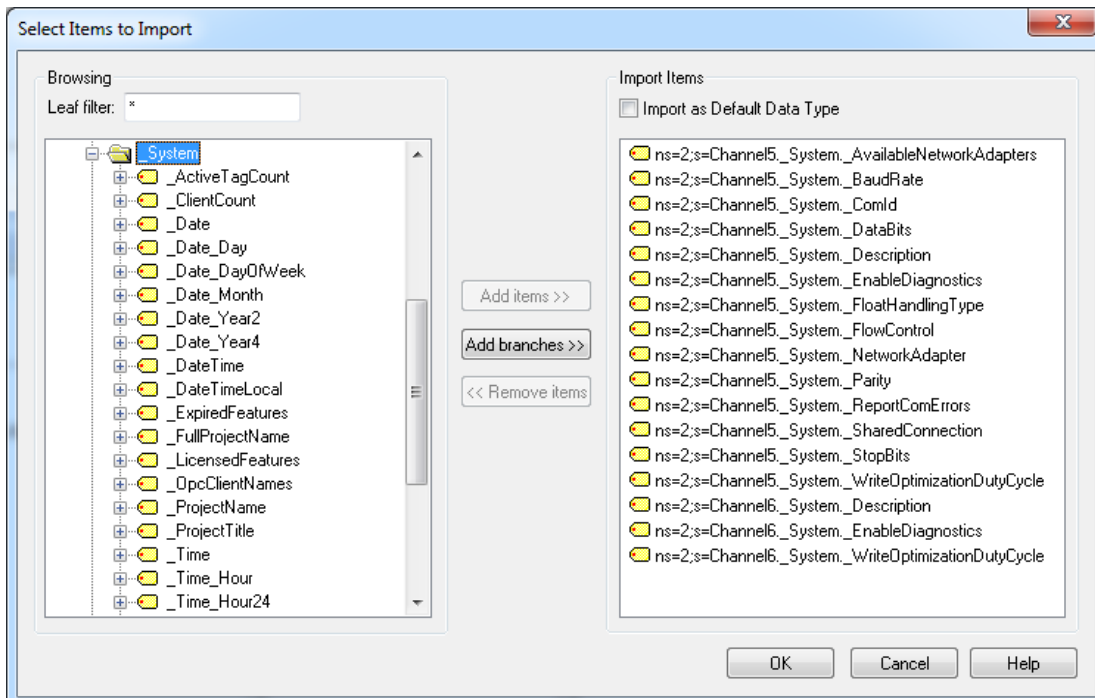 Select Items to Import
Browsing
Leaf filter: *
_System
_ActiveTagCount
_ClientCount
_Date
_Date_Day
_Date_DayOfWeek
_Date_Month
_Date_Year2
_Date_Year4
_DateTime
_DateTimeLocal
_ExpiredFeatures
_FullProjectName
_LicensedFeatures
_OpcClientNames
_ProjectName
_ProjectTitle
_Time
_Time_Hour
_Time_Hour24
Add items >>
Add branches >>
<< Remove items
Import Items
Import as Default Data Type
ns=2;s=Channel5._System._AvailableNetworkAdapters
ns=2;s=Channel5._System._BaudRate
ns=2;s=Channel5._System._ComId
ns=2;s=Channel5._System._DataBits
ns=2;s=Channel5._System._Description
ns=2;s=Channel5._System._EnableDiagnostics
ns=2;s=Channel5._System._FloatHandlingType
ns=2;s=Channel5._System._FlowControl
ns=2;s=Channel5._System._NetworkAdapter
ns=2;s=Channel5._System._Parity
ns=2;s=Channel5._System._ReportComErrors
ns=2;s=Channel5._System._SharedConnection
ns=2;s=Channel5._System._StopBits
ns=2;s=Channel5._System._WriteOptimizationDutyCycle
ns=2;s=Channel6._System._Description
ns=2;s=Channel6._System._EnableDiagnostics
ns=2;s=Channel6._System._WriteOptimizationDutyCycle
OK
Cancel
Help